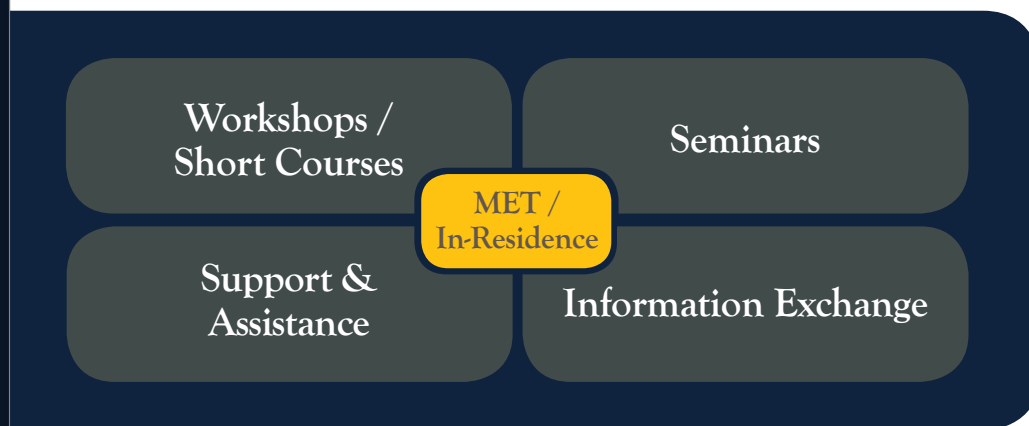 Workshops /
Short Courses
Seminars
MET /
In-Residence
Support &
Assistance
Information Exchange